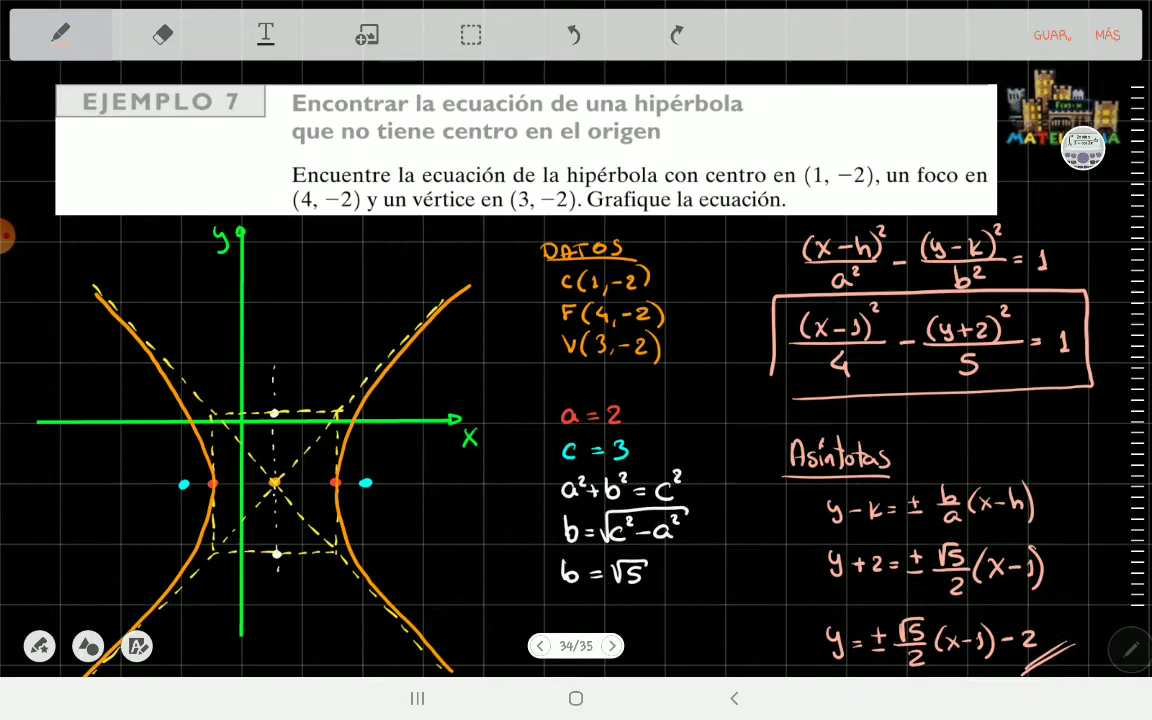 GUAR.
MÁS
EJEMPLO 7
Encontrar la ecuación de una hipérbola
que no tiene centro en el origen
Encuentre la ecuación de la hipérbola con centro en (1, −2), un foco en
(4, −2) y un vértice en (3, −2). Grafique la ecuación.
y
x
DATOS
C(1,-2)
F(4,-2)
V(3,-2)
a = 2
c = 3
a²+b² = c²
b = √(c²-a²)
b = √5
(x-h)²/a² - (y-k)²/b² = 1
(x-1)²/4 - (y+2)²/5 = 1
Asíntotas
y-k = ± b/a (x-h)
y+2 = ± √5/2 (x-1)
y = ± √5/2 (x-1) - 2
34/35